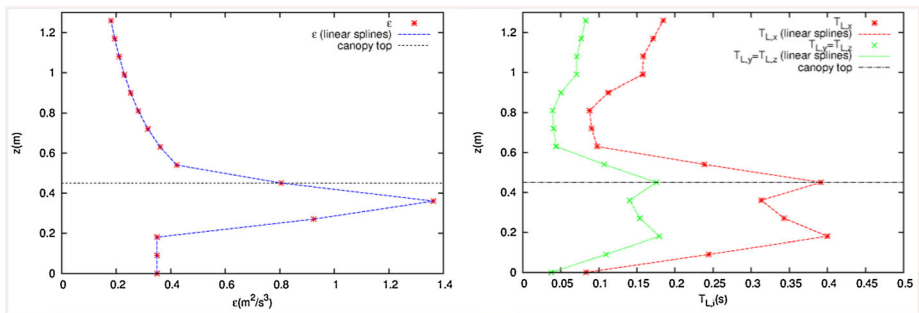 ε
ε (linear splines)
canopy top
z(m)
1.2
1
0.8
0.6
0.4
0.2
0
0 0.2 0.4 0.6 0.8 1 1.2 1.4
ε(m²/s³)
T_L,x
T_L,x (linear splines)
T_L,y=T_L,z
T_L,y=T_L,z (linear splines)
canopy top
z(m)
1.2
1
0.8
0.6
0.4
0.2
0
0 0.05 0.1 0.15 0.2 0.25 0.3 0.35 0.4 0.45 0.5
T_L,i(s)